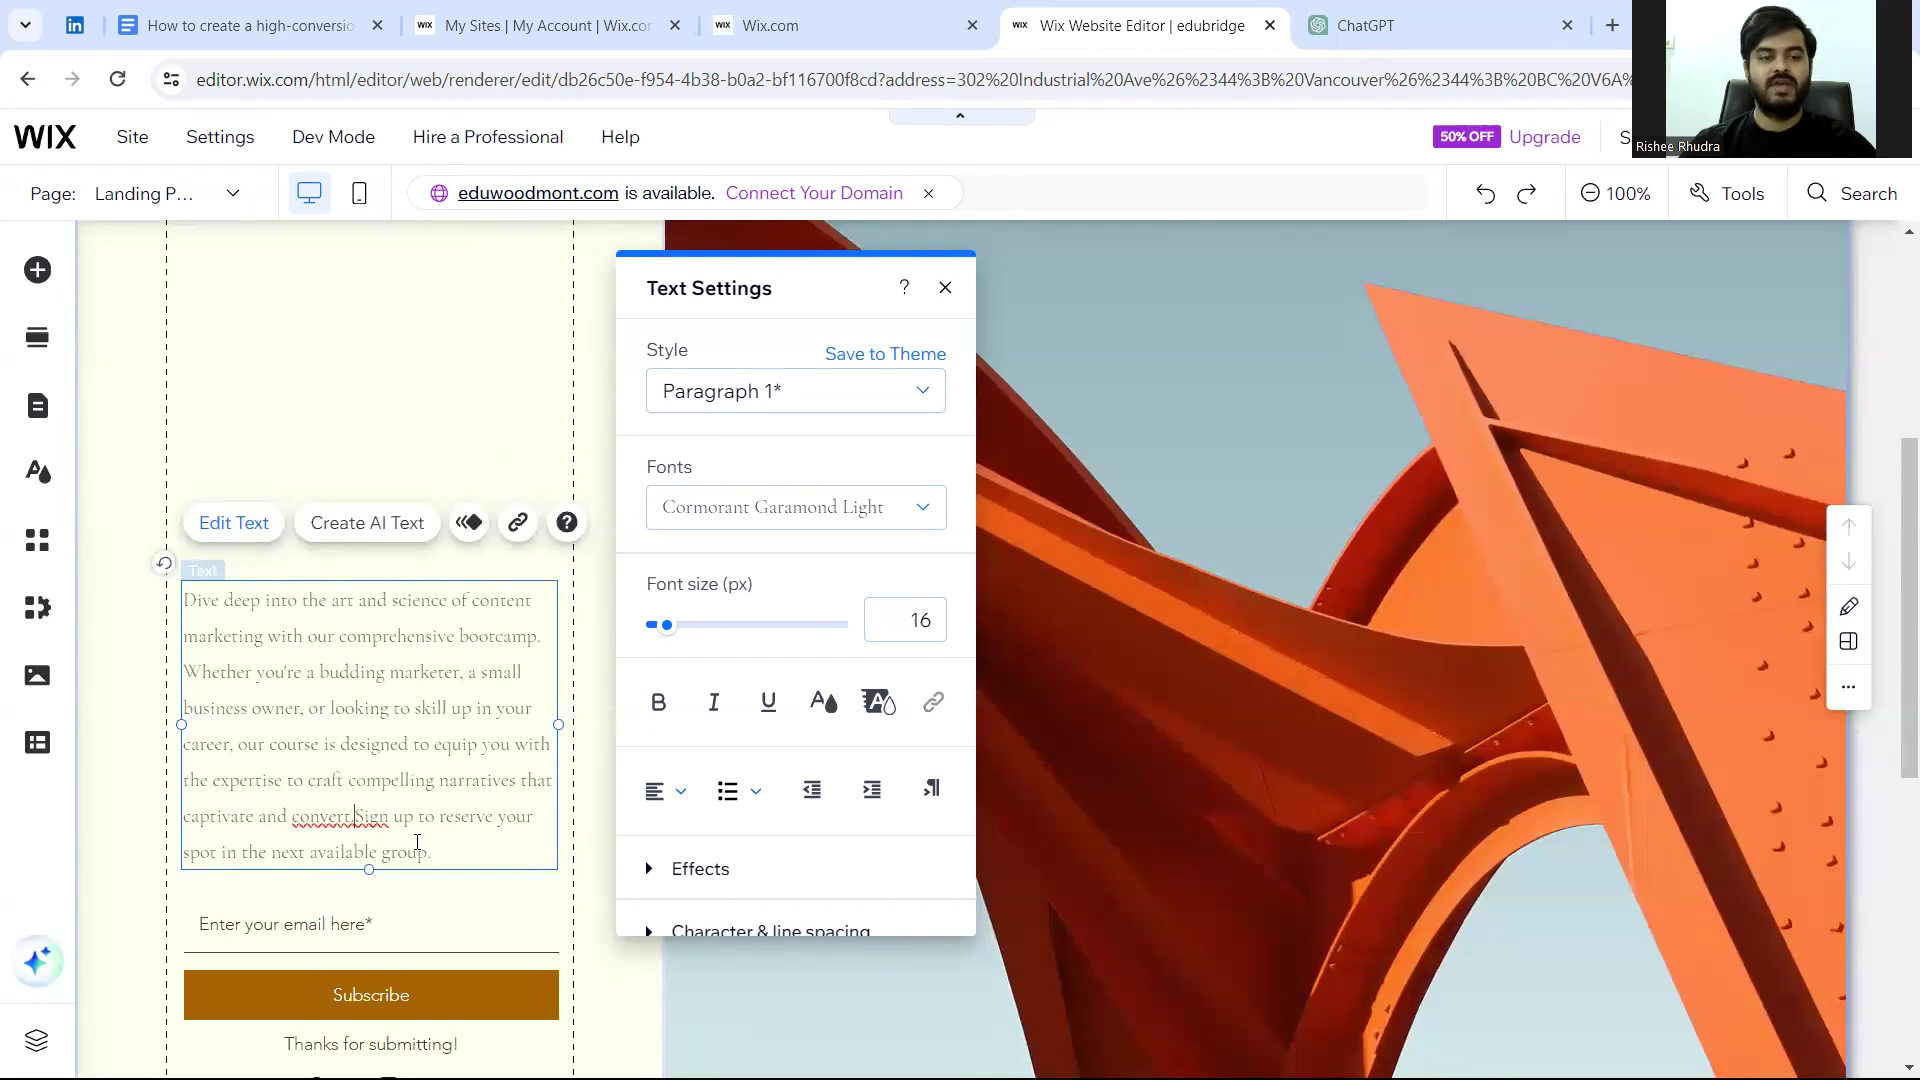 How to create a high-conversio
WIX My Sites | My Account | Wix.cor
WIX Wix.com
WIX Wix Website Editor | edubridge
ChatGPT
editor.wix.com/html/editor/web/renderer/edit/db26c50e-f954-4b38-b0a2-bf116700f8cd?address=302%20Industrial%20Ave%26%2344%3B%20Vancouver%26%2344%3B%20BC%20V6A%
Rishee Rhudra
WIX Site Settings Dev Mode Hire a Professional Help
50% OFF Upgrade S
Page: Landing P...
eduwoodmont.com is available. Connect Your Domain
100% Tools Search
Text Settings ?
Style Save to Theme
Paragraph 1*
Fonts
Cormorant Garamond Light
Font size (px)
16
B I U
Effects
Character & line spacing
Edit Text Create AI Text
Text
Dive deep into the art and science of content
marketing with our comprehensive bootcamp.
Whether you're a budding marketer, a small
business owner, or looking to skill up in your
career, our course is designed to equip you with
the expertise to craft compelling narratives that
captivate and convert.Sign up to reserve your
spot in the next available group.
Enter your email here*
Subscribe
Thanks for submitting!